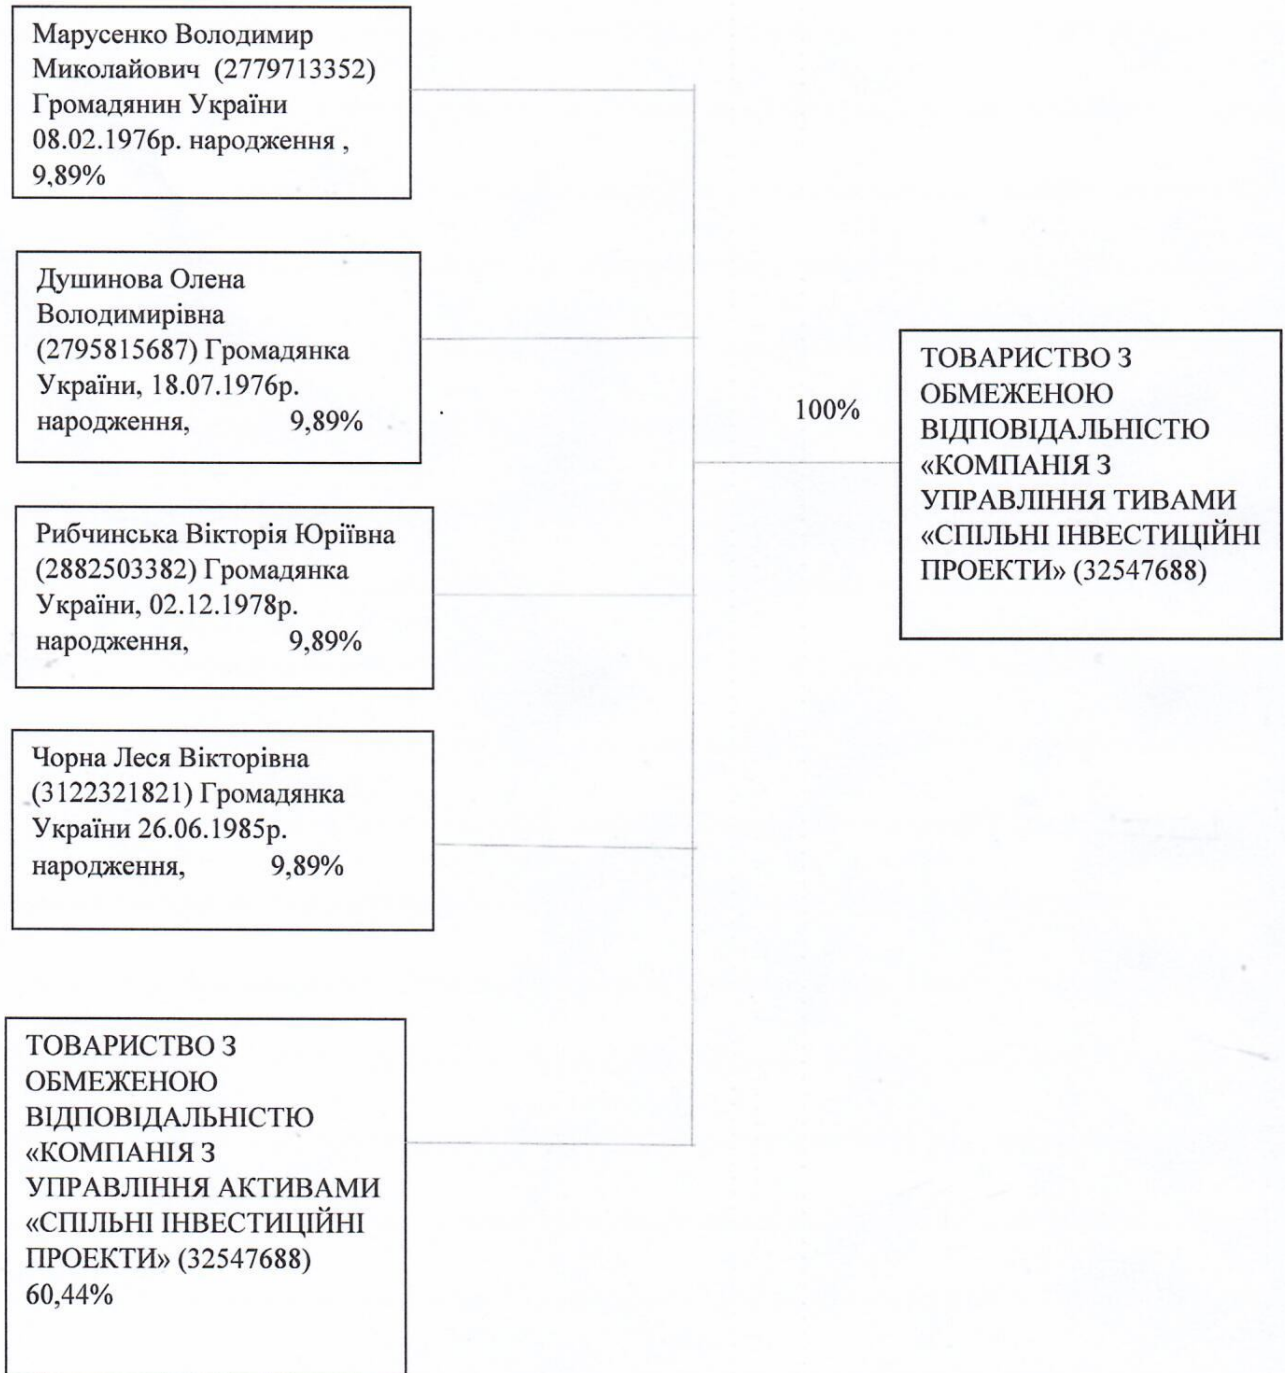 Марусенко Володимир
Миколайович (2779713352)
Громадянин України
08.02.1976р. народження ,
9,89%
Душинова Олена
Володимирівна
(2795815687) Громадянка
України, 18.07.1976р.
народження, 9,89%
Рибчинська Вікторія Юріївна
(2882503382) Громадянка
України, 02.12.1978р.
народження, 9,89%
Чорна Леся Вікторівна
(3122321821) Громадянка
України 26.06.1985р.
народження, 9,89%
ТОВАРИСТВО З
ОБМЕЖЕНОЮ
ВІДПОВІДАЛЬНІСТЮ
«КОМПАНІЯ З
УПРАВЛІННЯ АКТИВАМИ
«СПІЛЬНІ ІНВЕСТИЦІЙНІ
ПРОЕКТИ» (32547688)
60,44%
100%
ТОВАРИСТВО З
ОБМЕЖЕНОЮ
ВІДПОВІДАЛЬНІСТЮ
«КОМПАНІЯ З
УПРАВЛІННЯ ТИВАМИ
«СПІЛЬНІ ІНВЕСТИЦІЙНІ
ПРОЕКТИ» (32547688)